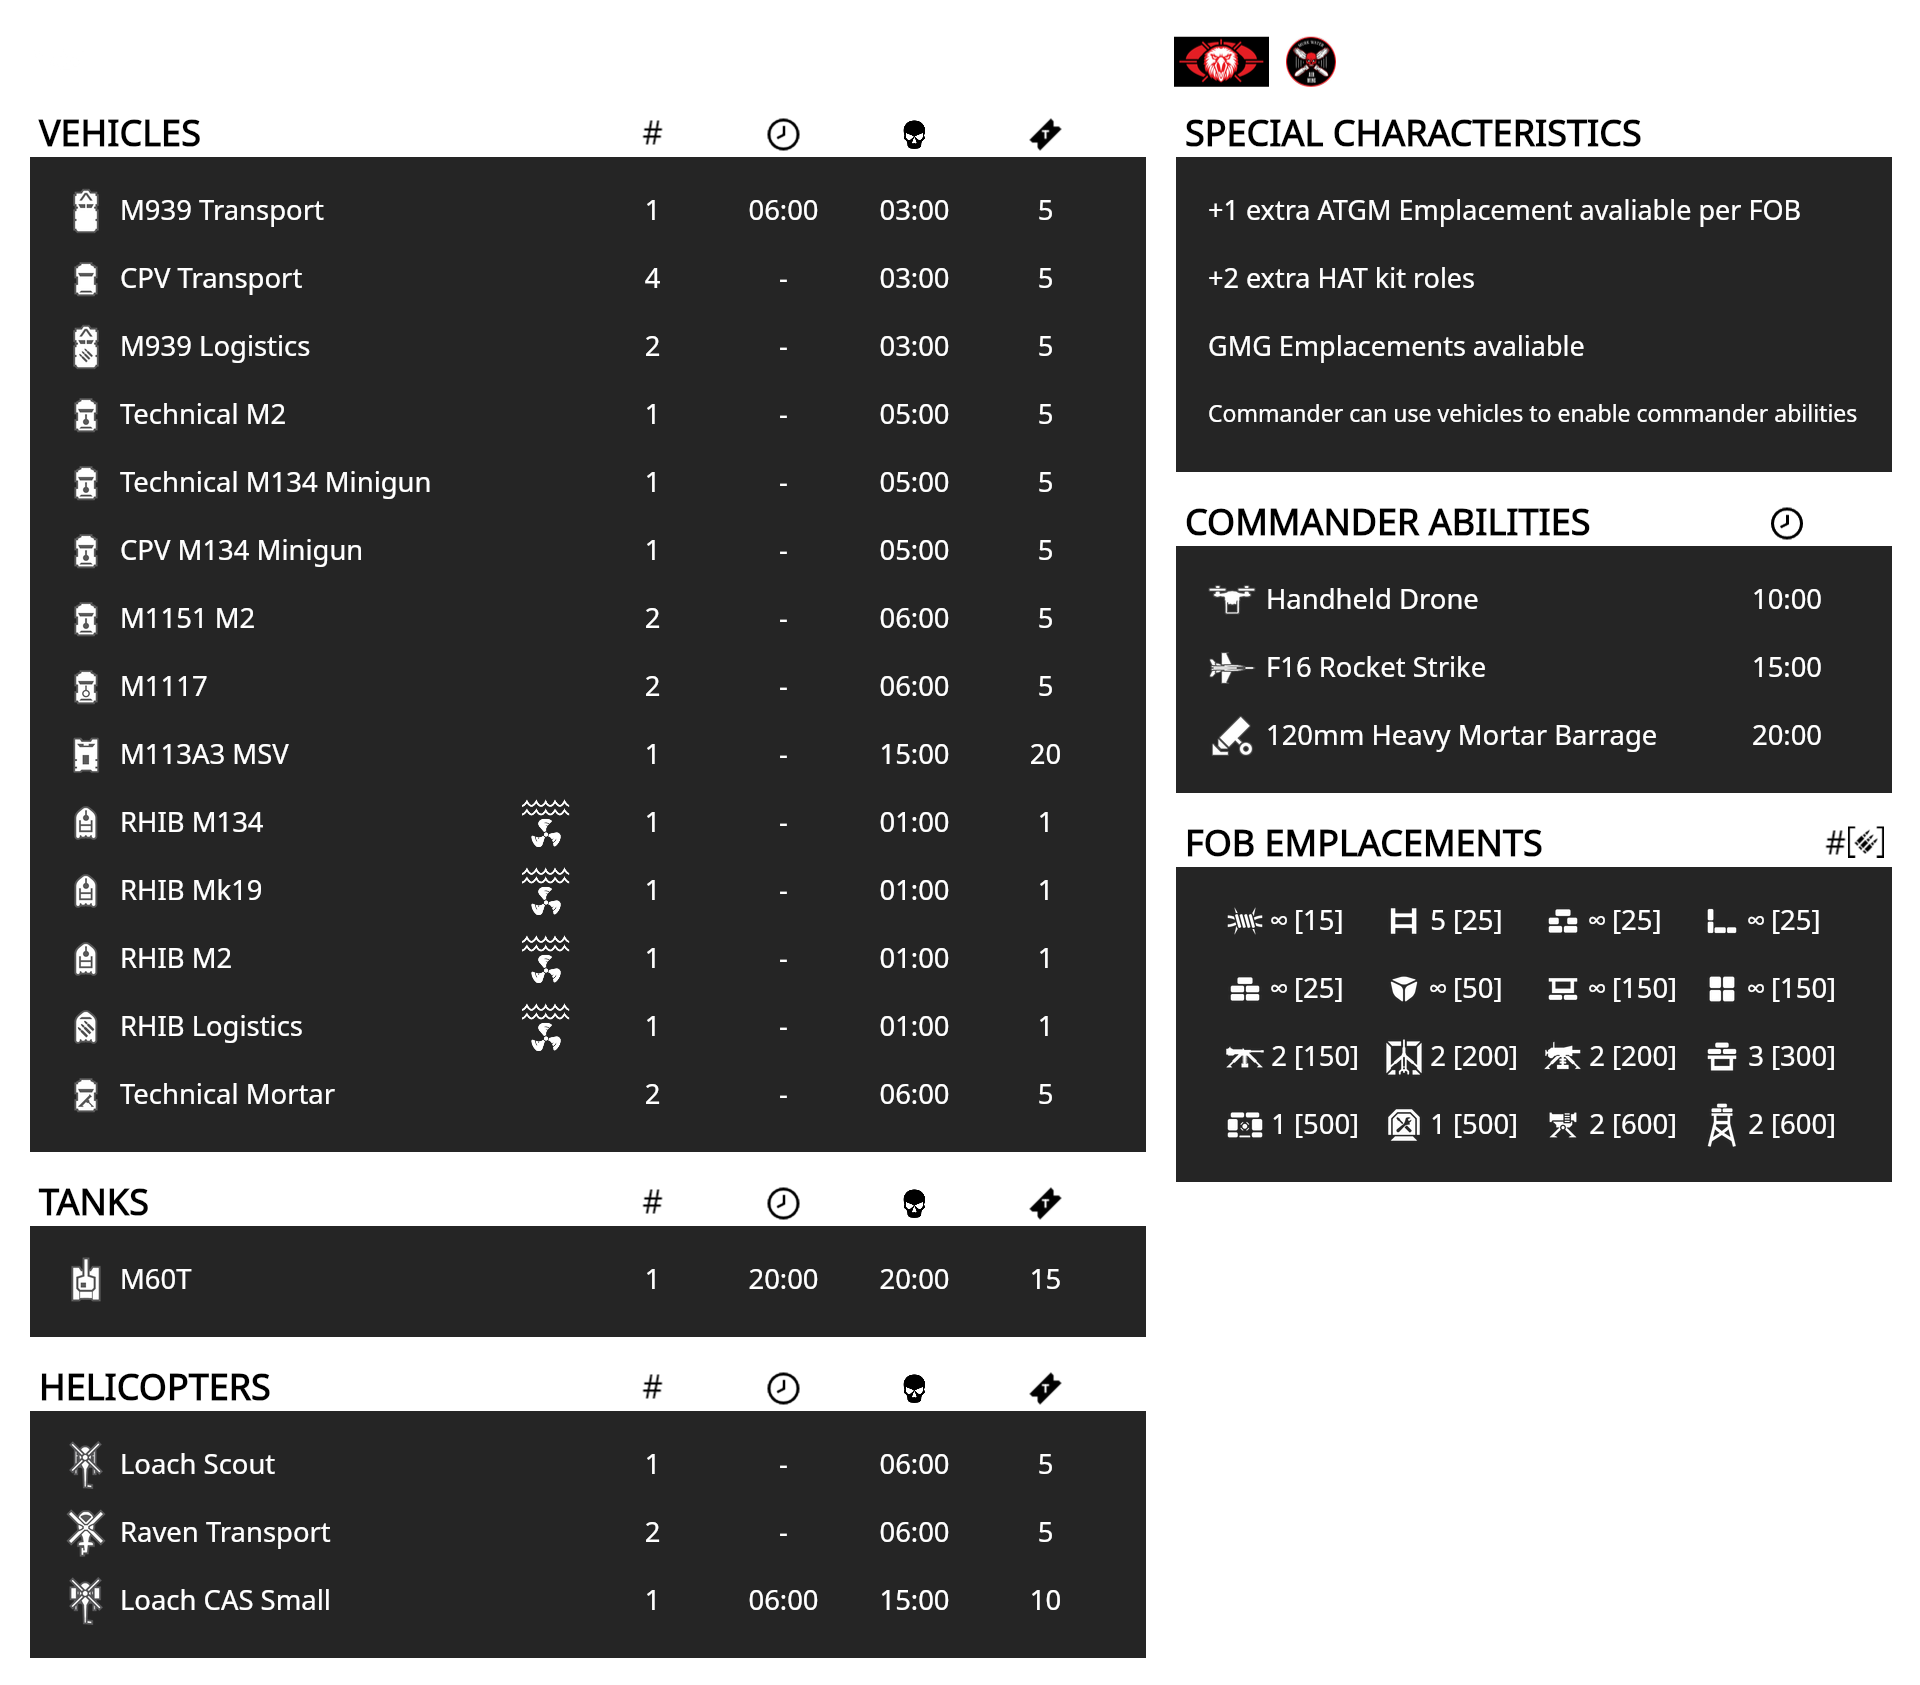 VEHICLES #
M939 Transport 1 06:00 03:00 5
CPV Transport 4 - 03:00 5
M939 Logistics 2 - 03:00 5
Technical M2 1 - 05:00 5
Technical M134 Minigun 1 - 05:00 5
CPV M134 Minigun 1 - 05:00 5
M1151 M2 2 - 06:00 5
M1117 2 - 06:00 5
M113A3 MSV 1 - 15:00 20
RHIB M134 1 - 01:00 1
RHIB Mk19 1 - 01:00 1
RHIB M2 1 - 01:00 1
RHIB Logistics 1 - 01:00 1
Technical Mortar 2 - 06:00 5
TANKS #
M60T 1 20:00 20:00 15
HELICOPTERS #
Loach Scout 1 - 06:00 5
Raven Transport 2 - 06:00 5
Loach CAS Small 1 06:00 15:00 10
SPECIAL CHARACTERISTICS
+1 extra ATGM Emplacement avaliable per FOB
+2 extra HAT kit roles
GMG Emplacements avaliable
Commander can use vehicles to enable commander abilities
COMMANDER ABILITIES
Handheld Drone 10:00
F16 Rocket Strike 15:00
120mm Heavy Mortar Barrage 20:00
FOB EMPLACEMENTS #[]
∞ [15] 5 [25] ∞ [25] ∞ [25]
∞ [25] ∞ [50] ∞ [150] ∞ [150]
2 [150] 2 [200] 2 [200] 3 [300]
1 [500] 1 [500] 2 [600] 2 [600]